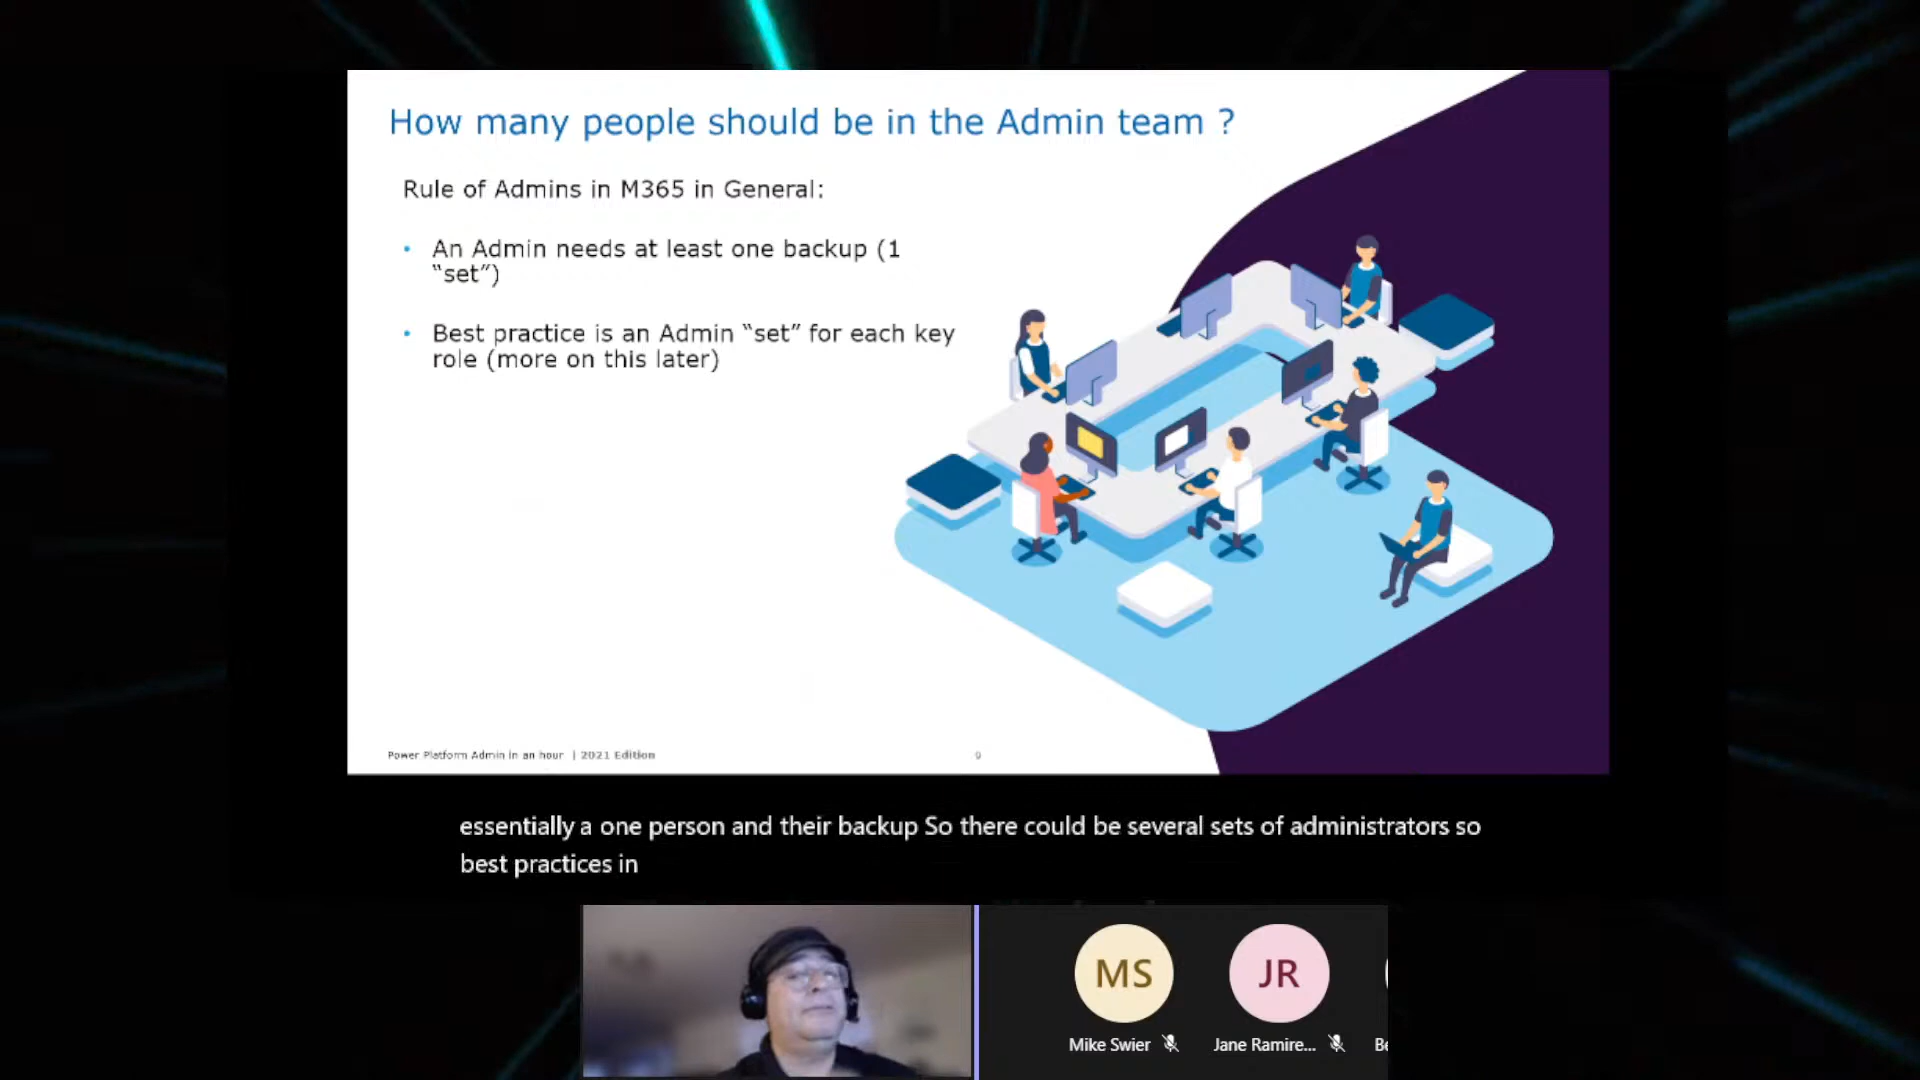 How many people should be in the Admin team ?
Rule of Admins in M365 in General:
• An Admin needs at least one backup (1
“set”)
• Best practice is an Admin “set” for each key
role (more on this later)
Power Platform Admin in an hour | 2021 Edition
9
essentially a one person and their backup So there could be several sets of administrators so
best practices in
MS
JR
Mike Swier
Jane Ramire...
Be